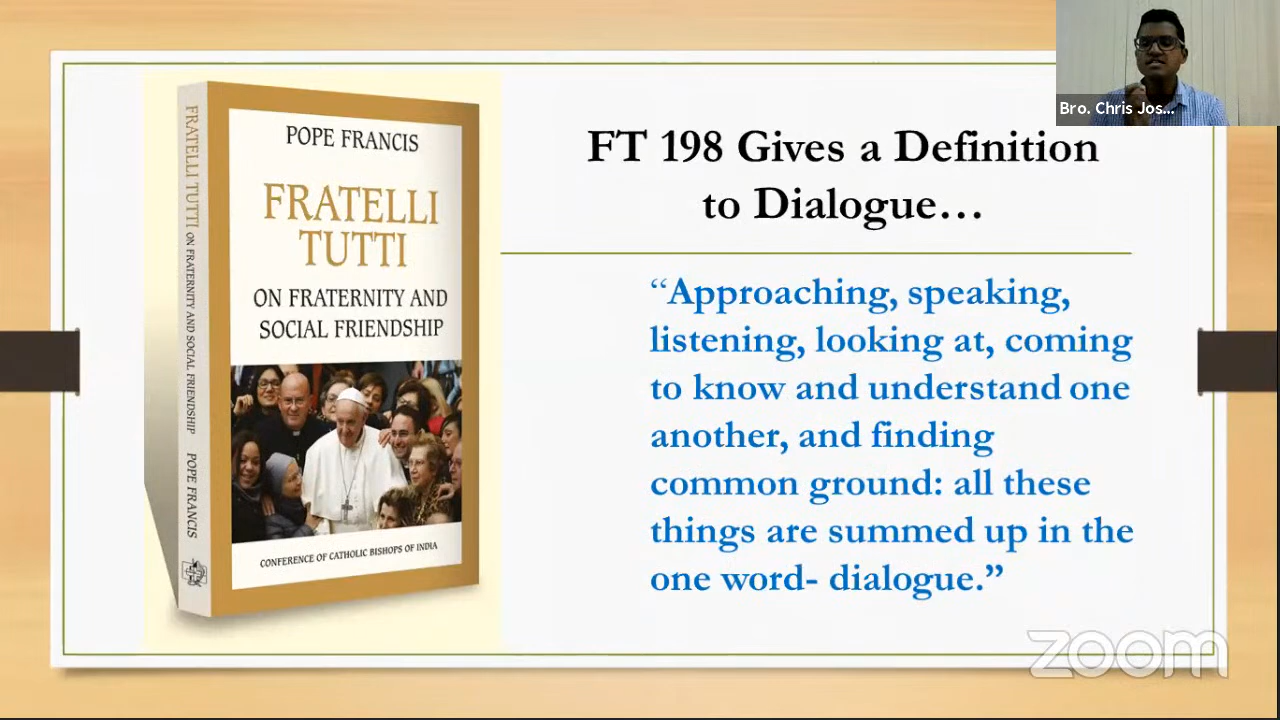 Bro. Chris Jos...
FT 198 Gives a Definition
to Dialogue...
POPE FRANCIS
FRATELLI
TUTTI
ON FRATERNITY AND
SOCIAL FRIENDSHIP
CONFERENCE OF CATHOLIC BISHOPS OF INDIA
FRATELLI TUTTI ON FRATERNITY AND SOCIAL FRIENDSHIP POPE FRANCIS
“Approaching, speaking,
listening, looking at, coming
to know and understand one
another, and finding
common ground: all these
things are summed up in the
one word- dialogue.”
zoom